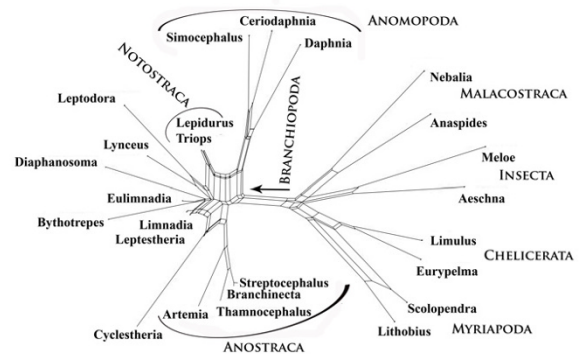 Ceriodaphnia
ANOMOPODA
Simocephalus
Daphnia
NOTOSTRACA
Nebalia
MALACOSTRACA
Leptodora
Lepidurus
Triops
BRANCHIOPODA
Anaspides
Lynceus
Meloe
INSECTA
Diaphanosoma
Aeschna
Eulimnadia
Bythotrepes
Limnadia
Leptestheria
Limulus
CHELICERATA
Eurypelma
Streptocephalus
Branchinecta
Artemia
Thamnocephalus
Scolopendra
Lithobius
MYRIAPODA
Cyclestheria
ANOSTRACA